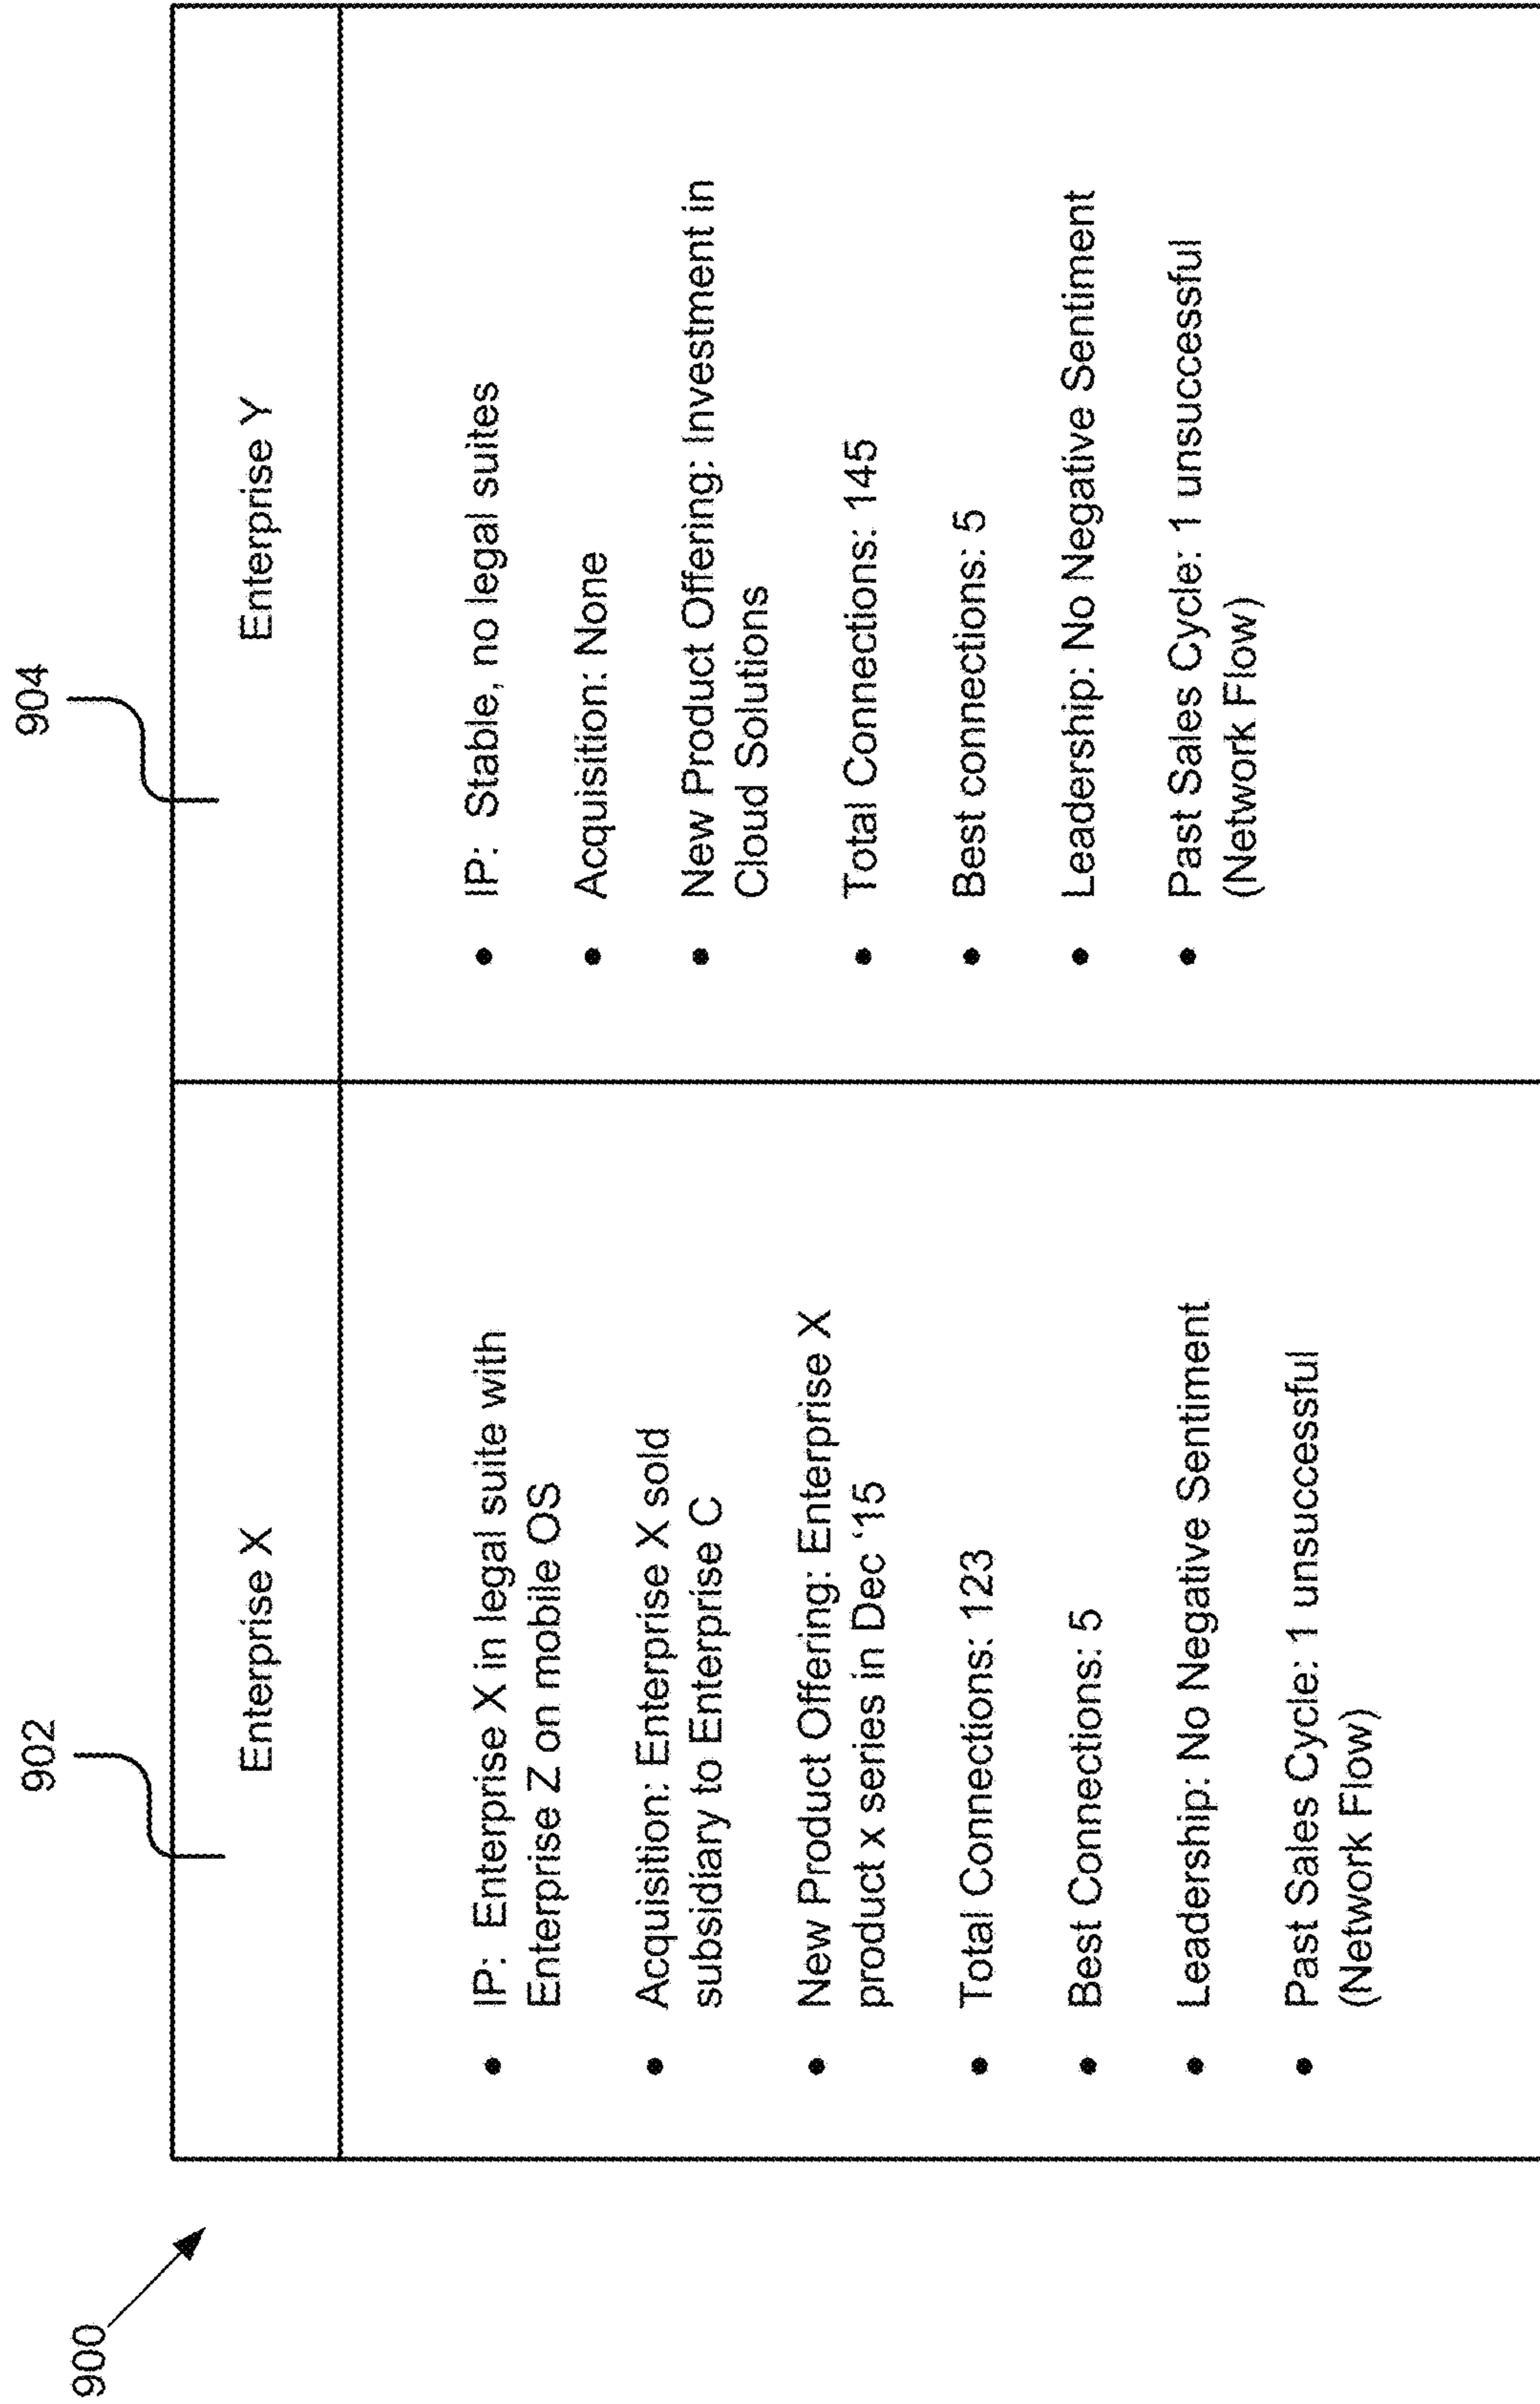 900
902
904
Enterprise X
Enterprise Y
• IP: Enterprise X in legal suite with
Enterprise Z on mobile OS
• Acquisition: Enterprise X sold
subsidiary to Enterprise C
• New Product Offering: Enterprise X
product x series in Dec ‘15
• Total Connections: 123
• Best Connections: 5
• Leadership: No Negative Sentiment
• Past Sales Cycle: 1 unsuccessful
(Network Flow)
• IP: Stable, no legal suites
• Acquisition: None
• New Product Offering: Investment in
Cloud Solutions
• Total Connections: 145
• Best connections: 5
• Leadership: No Negative Sentiment
• Past Sales Cycle: 1 unsuccessful
(Network Flow)